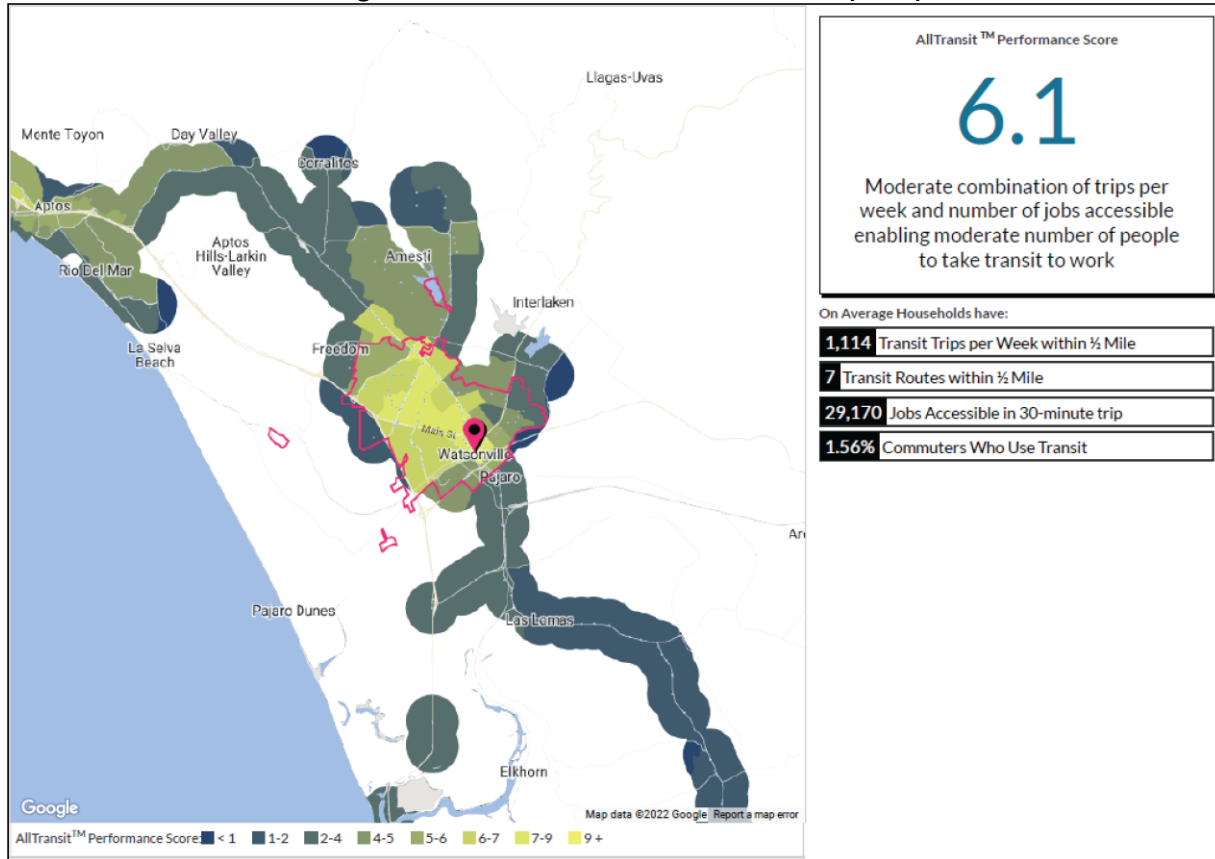 Llagas-Uvas
Monte Toyon
Day Valley
Corralitos
Aptos
Aptos
Hills-Larkin
Valley
Amesti
Rio Del Mar
Interlaken
La Selva
Beach
Freedom
Main St
Watsonville
Pajaro
Pajaro Dunes
Las Lomas
Elkhorn
Google
Map data ©2022 Google
Report a map error
AllTransit™ Performance Score:
< 1
1-2
2-4
4-5
5-6
6-7
7-9
9 +
AllTransit ™ Performance Score
6.1
Moderate combination of trips per
week and number of jobs accessible
enabling moderate number of people
to take transit to work
On Average Households have:
1,114 Transit Trips per Week within ½ Mile
7 Transit Routes within ½ Mile
29,170 Jobs Accessible in 30-minute trip
1.56% Commuters Who Use Transit